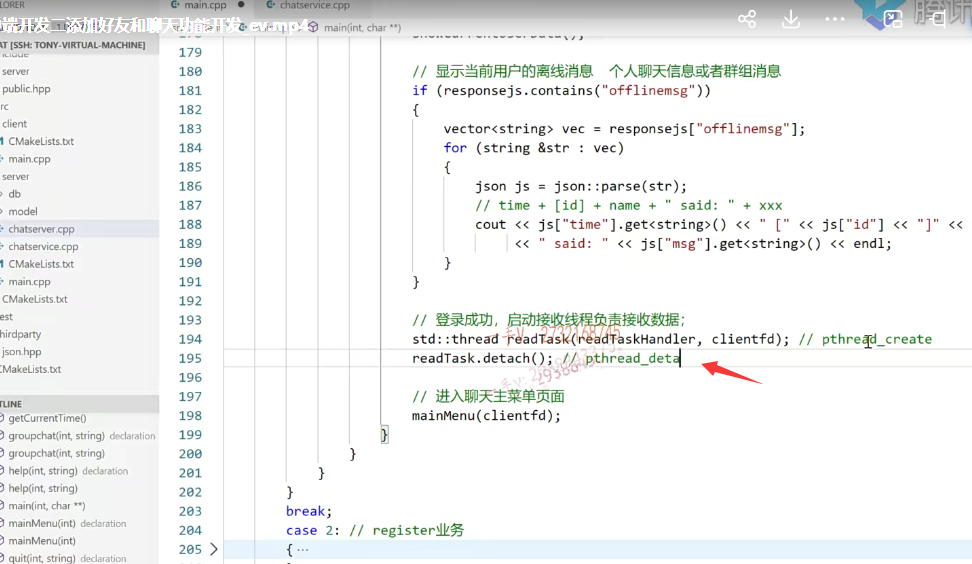 端开发二添加好友和聊天功能开发_ev.mp4
main.cpp
chatservice.cpp
main(int, char **)
AT [SSH: TONY-VIRTUAL-MACHINE]
include
server
public.hpp
rc
client
CMakeLists.txt
main.cpp
server
db
model
chatserver.cpp
chatservice.cpp
CMakeLists.txt
main.cpp
CMakeLists.txt
est
hirdparty
json.hpp
CMakeLists.txt
TLINE
getCurrentTime()
groupchat(int, string) declaration
groupchat(int, string)
help(int, string) declaration
help(int, string)
main(int, char **)
mainMenu(int) declaration
mainMenu(int)
quit(int, string) declaration
showCurrentUserData();
179
180 // 显示当前用户的离线消息 个人聊天信息或者群组消息
181 if (responsejs.contains("offlinemsg"))
182 {
183 vector<string> vec = responsejs["offlinemsg"];
184 for (string &str : vec)
185 {
186 json js = json::parse(str);
187 // time + [id] + name + " said: " + xxx
188 cout << js["time"].get<string>() << " [" << js["id"] << "]" <<
189 << " said: " << js["msg"].get<string>() << endl;
190 }
191 }
192
193 // 登录成功，启动接收线程负责接收数据；
194 std::thread readTask(readTaskHandler, clientfd); // pthread_create
195 readTask.detach(); // pthread_deta
196
197 // 进入聊天主菜单页面
198 mainMenu(clientfd);
199 }
200 }
201 }
202 }
203 break;
204 case 2: // register业务
205 { ···